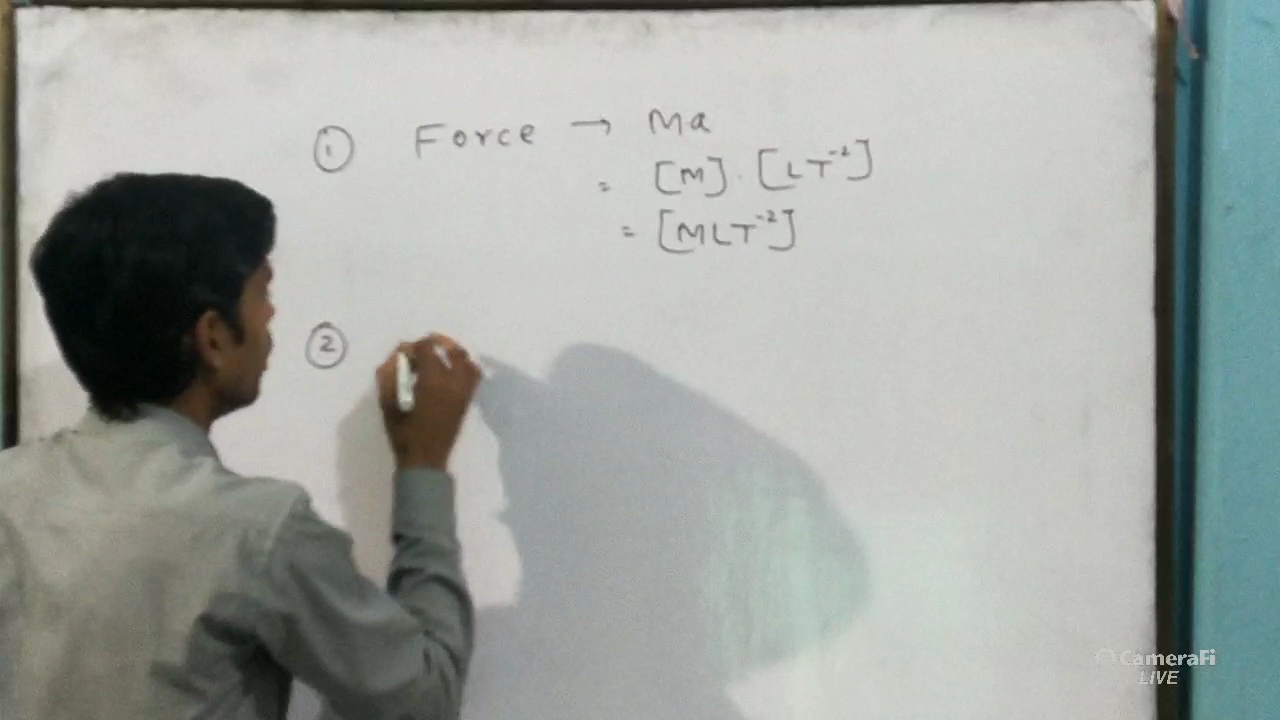 ① Force → Ma
= [M] . [LT⁻²]
= [MLT⁻²]
②
CameraFi
LIVE